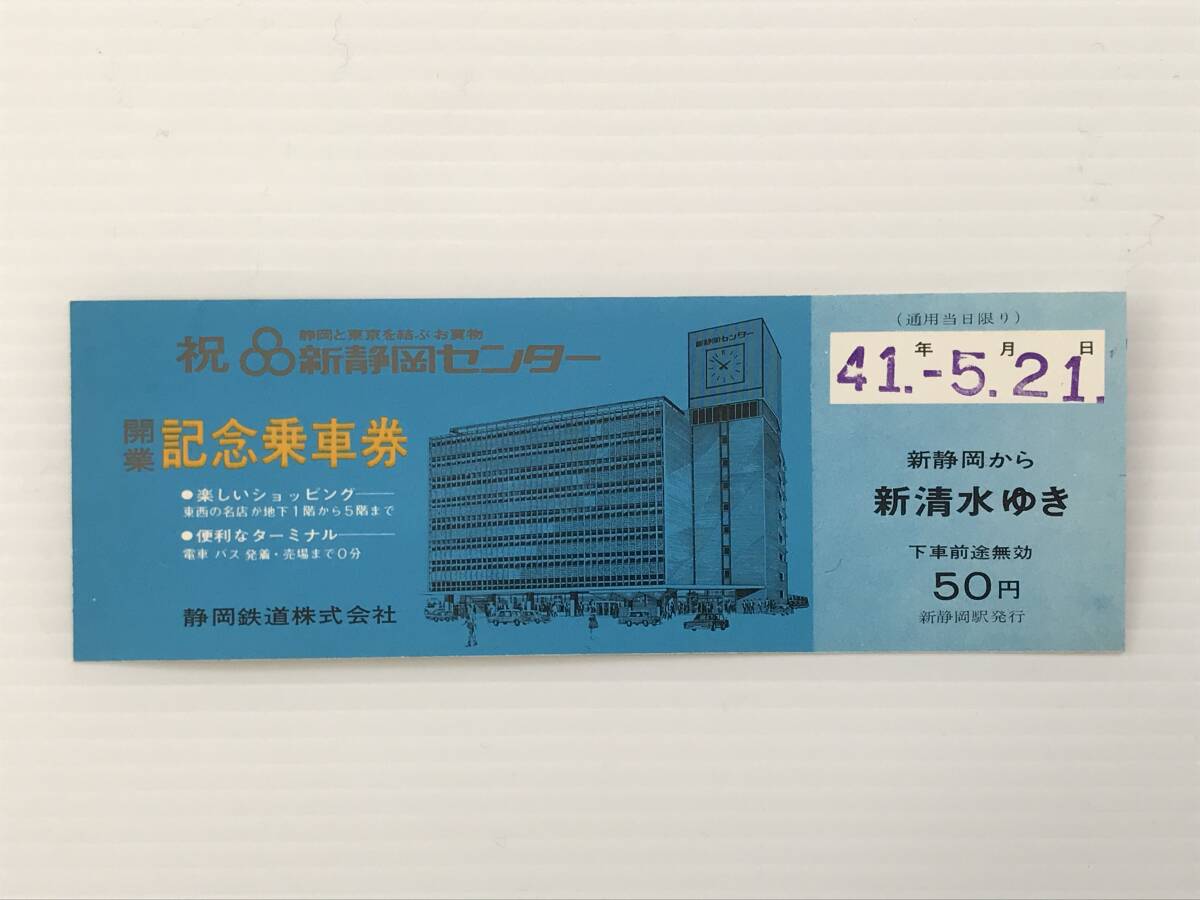 祝
静岡と東京を結ぶお買物
新静岡センター
開業
記念乗車券
●楽しいショッピング――
東西の名店が地下1階から5階まで
●便利なターミナル――
電車 バス 発着・売場まで0分
静岡鉄道株式会社
新静岡センター
(通用当日限り)
年 月 日
41.-5.21.
新静岡から
新清水ゆき
下車前途無効
50円
新静岡駅発行